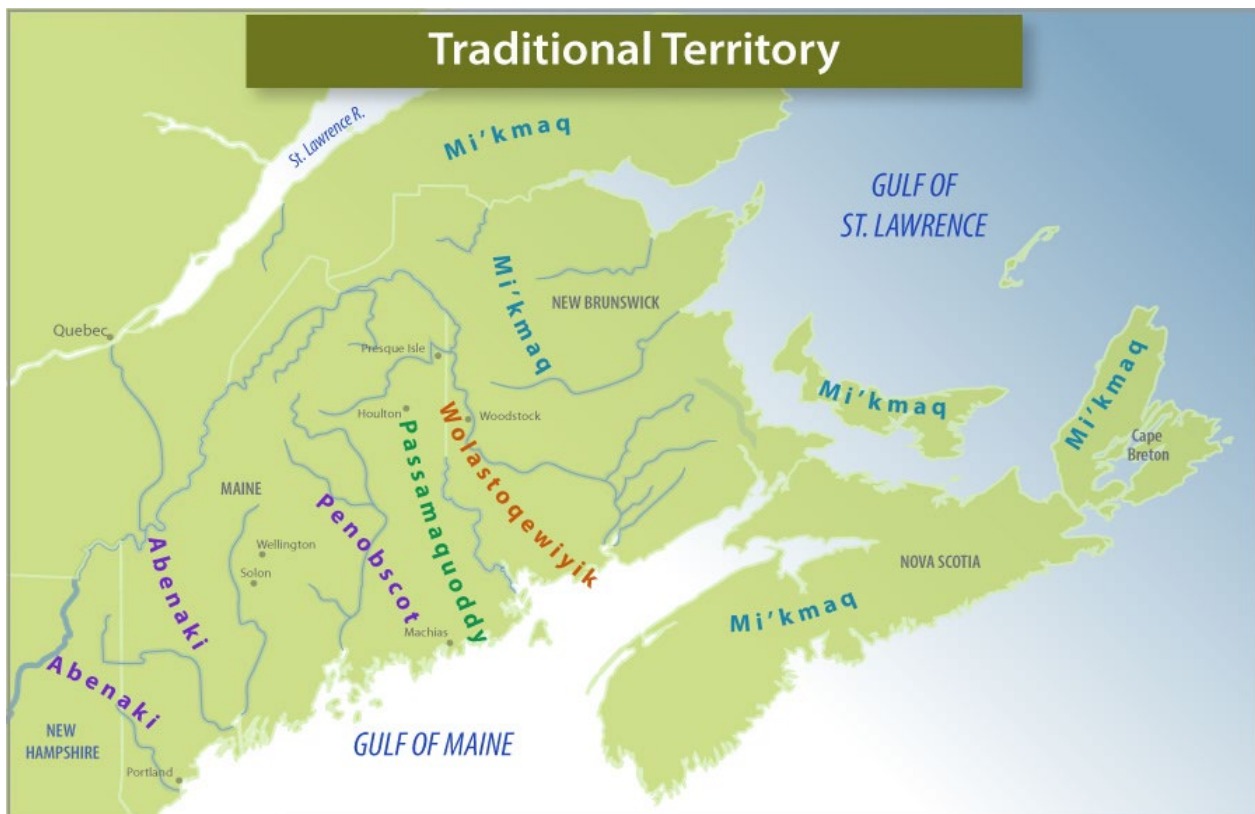 Traditional Territory
St. Lawrence R.
Mi'kmaq
GULF OF
ST. LAWRENCE
Mi'kmaq
NEW BRUNSWICK
Quebec
Presque Isle
Mi'kmaq
Mi'kmaq
Houlton
Woodstock
Cape
Breton
Wolastoqewiyik
Passamaquoddy
MAINE
Penobscot
Wellington
Solon
Abenaki
NOVA SCOTIA
Mi'kmaq
Machias
Abenaki
NEW
HAMPSHIRE
GULF OF MAINE
Portland